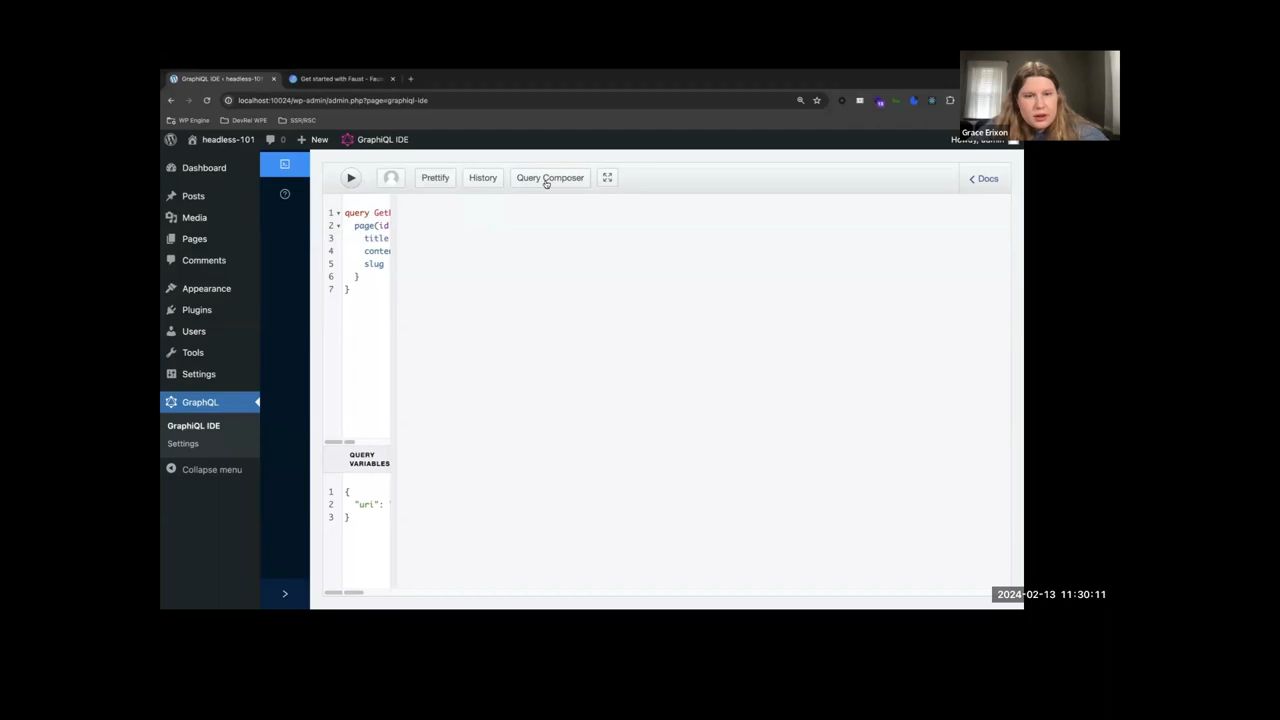 GraphiQL IDE ‹ headless-101
Get started with Faust - Faus
localhost:10024/wp-admin/admin.php?page=graphiql-ide
WP Engine
DevRel WPE
SSR/RSC
Grace Erixon
headless-101
0
New
GraphiQL IDE
Howdy, admin
Dashboard
Posts
Media
Pages
Comments
Appearance
Plugins
Users
Tools
Settings
GraphQL
GraphiQL IDE
Settings
Collapse menu
Prettify
History
Query Composer
Docs
1 query Get
2 page(id
3 title
4 conte
5 slug
6 }
7 }
QUERY
VARIABLES
1 {
2 "uri":
3 }
2024-02-13 11:30:11